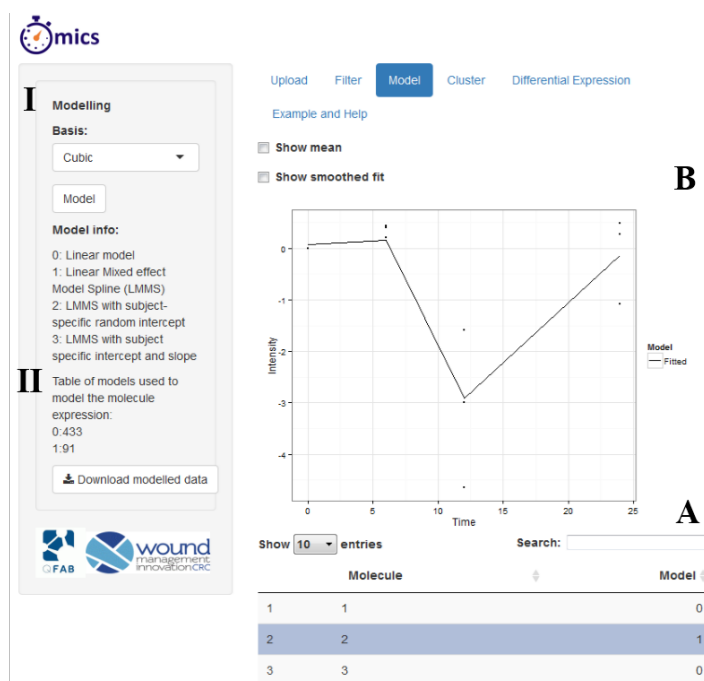 omics
I
Modelling
Basis:
Cubic
Model
Model info:
0: Linear model
1: Linear Mixed effect
Model Spline (LMMS)
2: LMMS with subject-
specific random intercept
3: LMMS with subject
specific intercept and slope
II
Table of models used to
model the molecule
expression:
0:433
1:91
Download modelled data
QFAB
wound
management
innovationCRC
Upload Filter Model Cluster Differential Expression
Example and Help
Show mean
Show smoothed fit
B
0
-1
-2
-3
-4
Intensity
0 5 10 15 20 25
Time
Model
Fitted
A
Show 10 entries Search:
Molecule Model
1 1 0
2 2 1
3 3 0